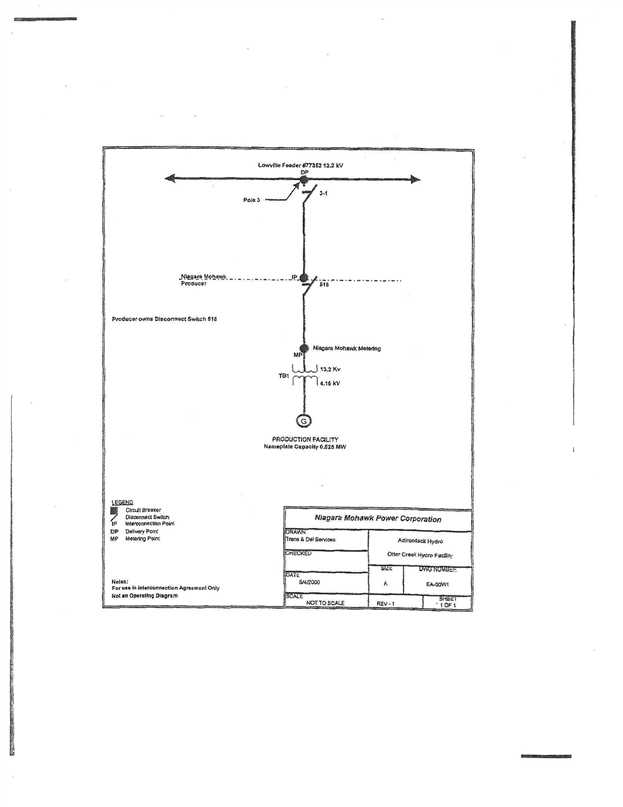 Lowville Feeder #77352 13.2 kV
DP
Pole 3
3-1
Niagara Mohawk
IP
Producer
518
Producer owns Disconnect Switch 518
Niagara Mohawk Metering
MP
13.2 Kv
TB1
4.16 kV
G
PRODUCTION FACILITY
Nameplate Capacity 0.525 MW
LEGEND
Circuit Breaker
Disconnect Switch
IP Interconnection Point
DP Delivery Point
MP Metering Point
Notes:
For use in Interconnection Agreement Only
Not an Operating Diagram
Niagara Mohawk Power Corporation
DRAWN
Trans & Del Services
Adirondack Hydro
CHECKED
Otter Creek Hydro Facility
SIZE
DWG NUMBER
DATE
A
SCALE
NOT TO SCALE
REV - 1
SHEET
1 OF 1